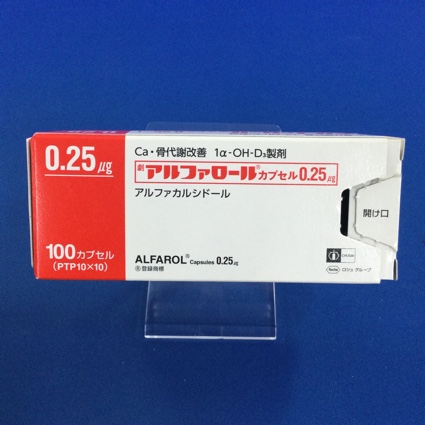 0.25μg
100カプセル
(PTP10×10)
Ca・骨代謝改善 1α-OH-D₃製剤
劇 アルファロール® カプセル0.25μg
アルファカルシドール
ALFAROL® Capsules 0.25μg
®登録商標
開け口
CHUGAI
Roche ロシュ グループ